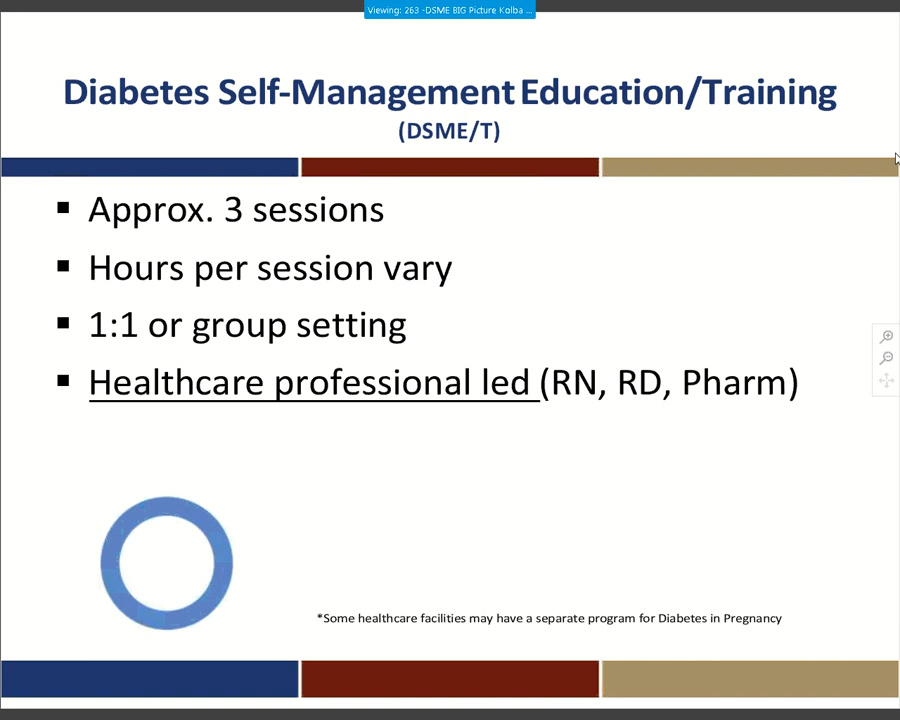 Viewing: 263 -DSME BIG Picture Kolba ...
Diabetes Self-Management Education/Training
(DSME/T)
▪ Approx. 3 sessions
▪ Hours per session vary
▪ 1:1 or group setting
▪ Healthcare professional led (RN, RD, Pharm)
*Some healthcare facilities may have a separate program for Diabetes in Pregnancy